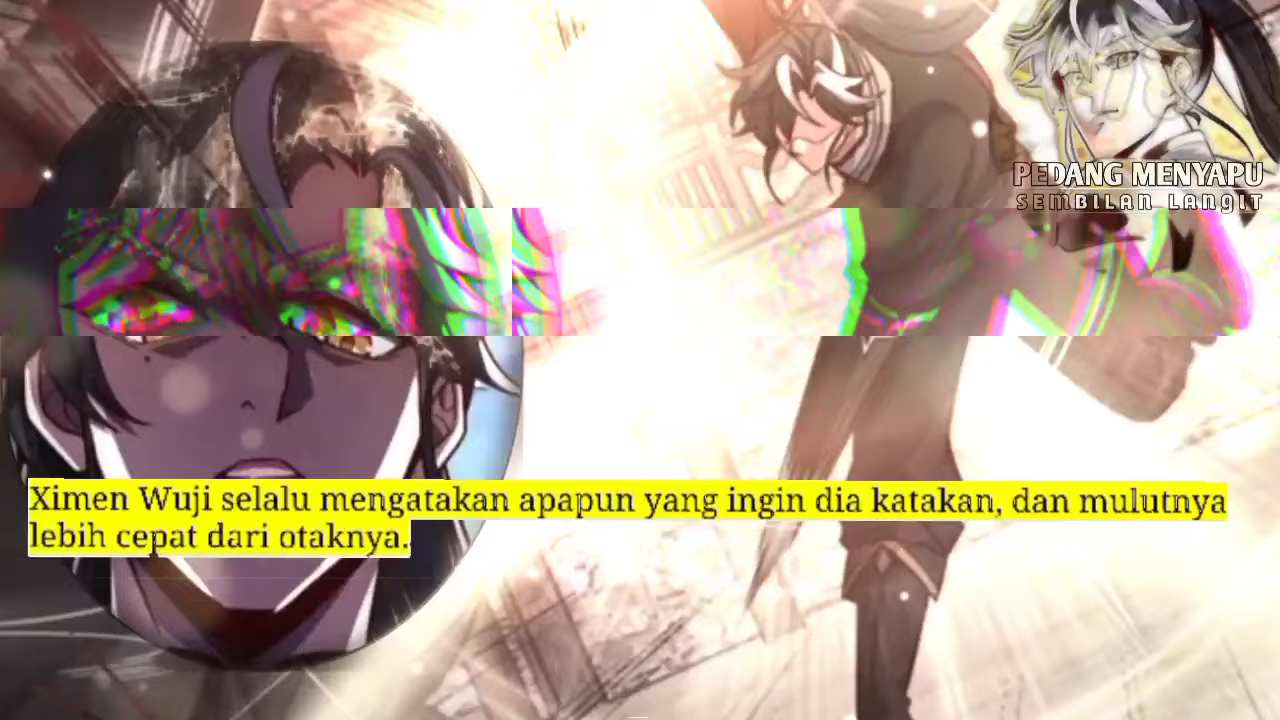 PEDANG MENYAPU
SEMBILAN LANGIT
Ximen Wuji selalu mengatakan apapun yang ingin dia katakan, dan mulutnya
lebih cepat dari otaknya.